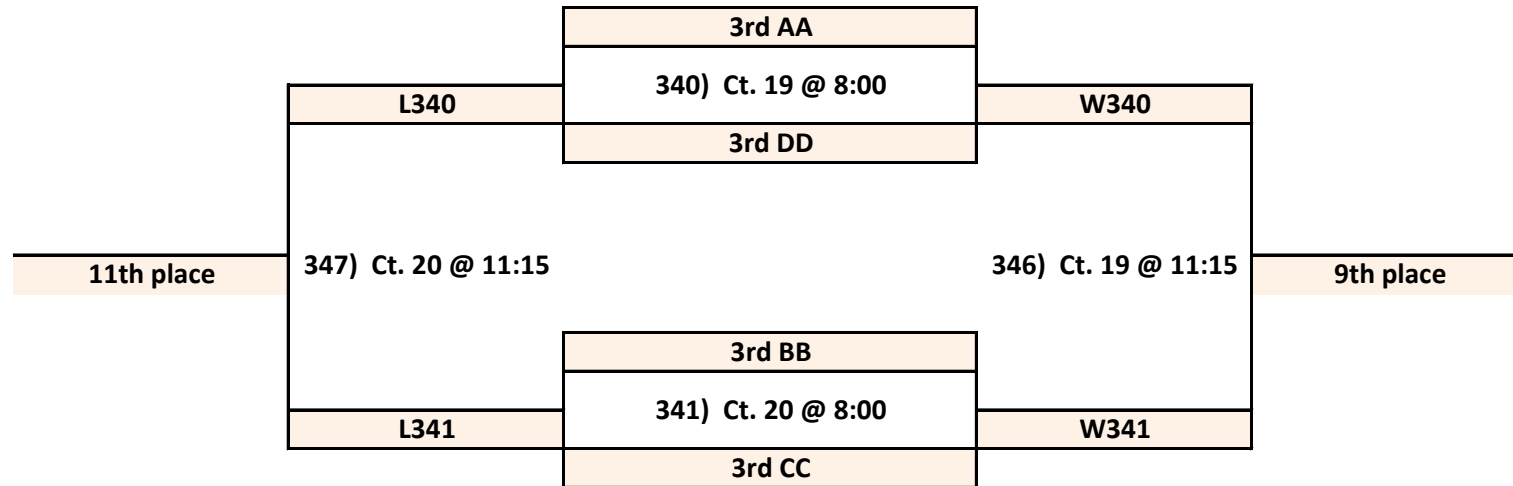 3rd AA
340) Ct. 19 @ 8:00
L340
W340
3rd DD
347) Ct. 20 @ 11:15
346) Ct. 19 @ 11:15
11th place
9th place
3rd BB
341) Ct. 20 @ 8:00
L341
W341
3rd CC